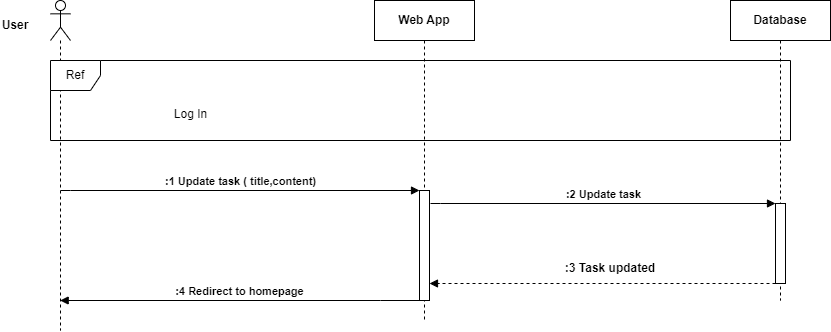 User
Web App
Database
Ref
Log In
:1 Update task ( title,content)
:2 Update task
:3 Task updated
:4 Redirect to homepage